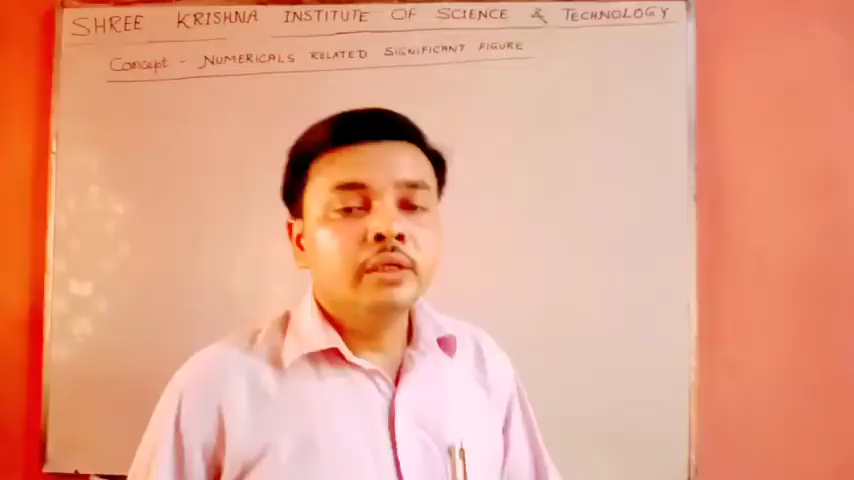 SHREE KRISHNA INSTITUTE OF SCIENCE & TECHNOLOGY
Concept - NUMERICALS RELATED SIGNIFICANT FIGURE